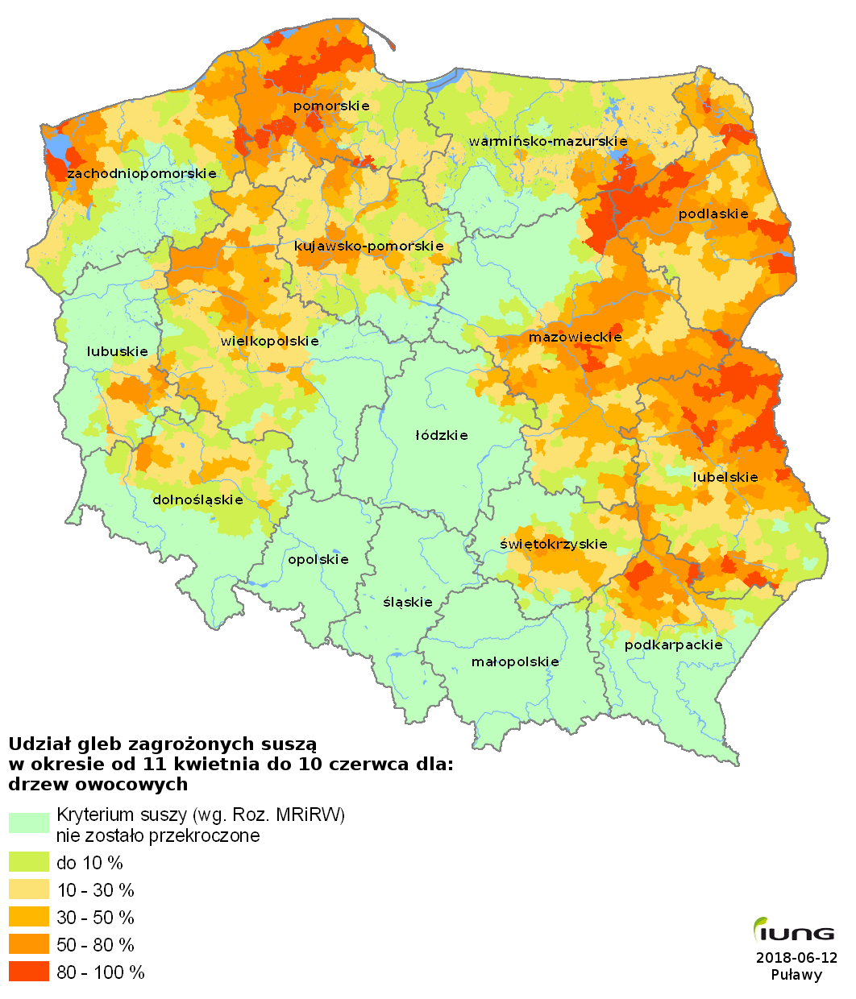 pomorskie
warmińsko-mazurskie
zachodniopomorskie
podlaskie
kujawsko-pomorskie
mazowieckie
wielkopolskie
lubuskie
łódzkie
lubelskie
dolnośląskie
świętokrzyskie
opolskie
śląskie
podkarpackie
małopolskie
Udział gleb zagrożonych suszą
w okresie od 11 kwietnia do 10 czerwca dla:
drzew owocowych
Kryterium suszy (wg. Roz. MRiRW)
nie zostało przekroczone
do 10 %
10 - 30 %
30 - 50 %
50 - 80 %
80 - 100 %
IUNG
2018-06-12
Puławy